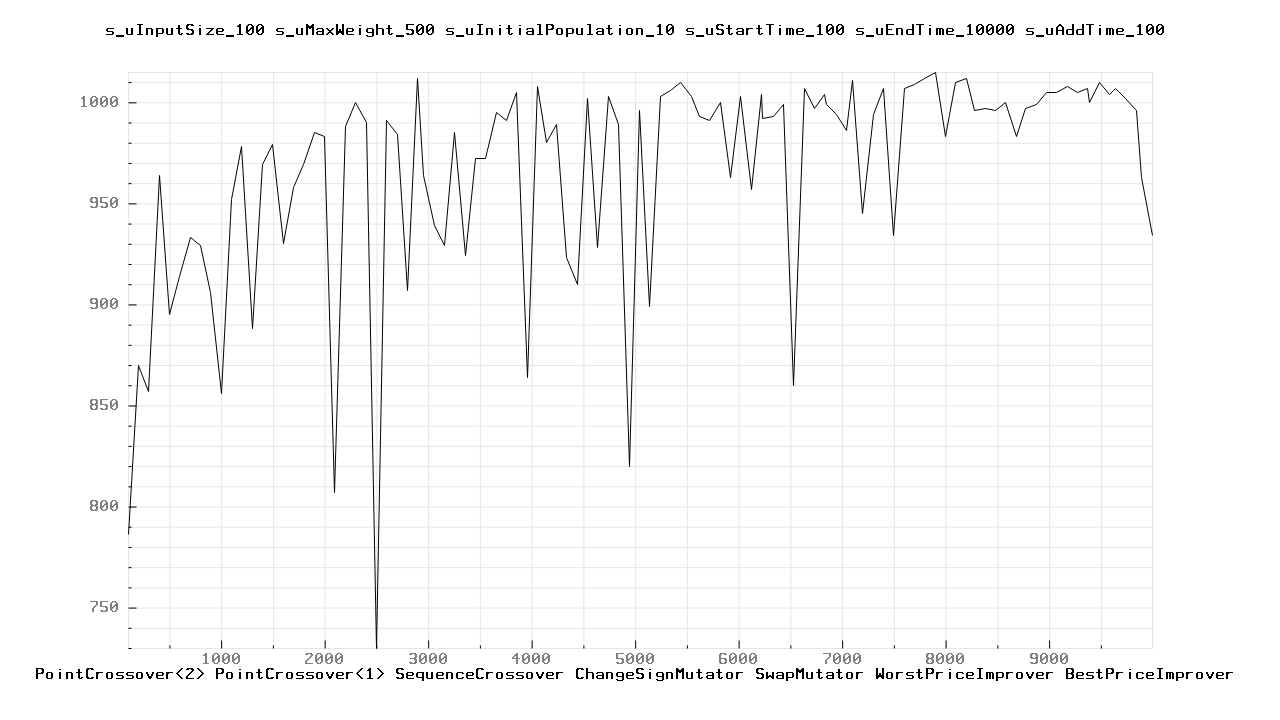 s_uInputSize_100 s_uMaxWeight_500 s_uInitialPopulation_10 s_uStartTime_100 s_uEndTime_10000 s_uAddTime_100
1000
950
900
850
800
750
1000 2000 3000 4000 5000 6000 7000 8000 9000
PointCrossover<2> PointCrossover<1> SequenceCrossover ChangeSignMutator SwapMutator WorstPriceImprover BestPriceImprover